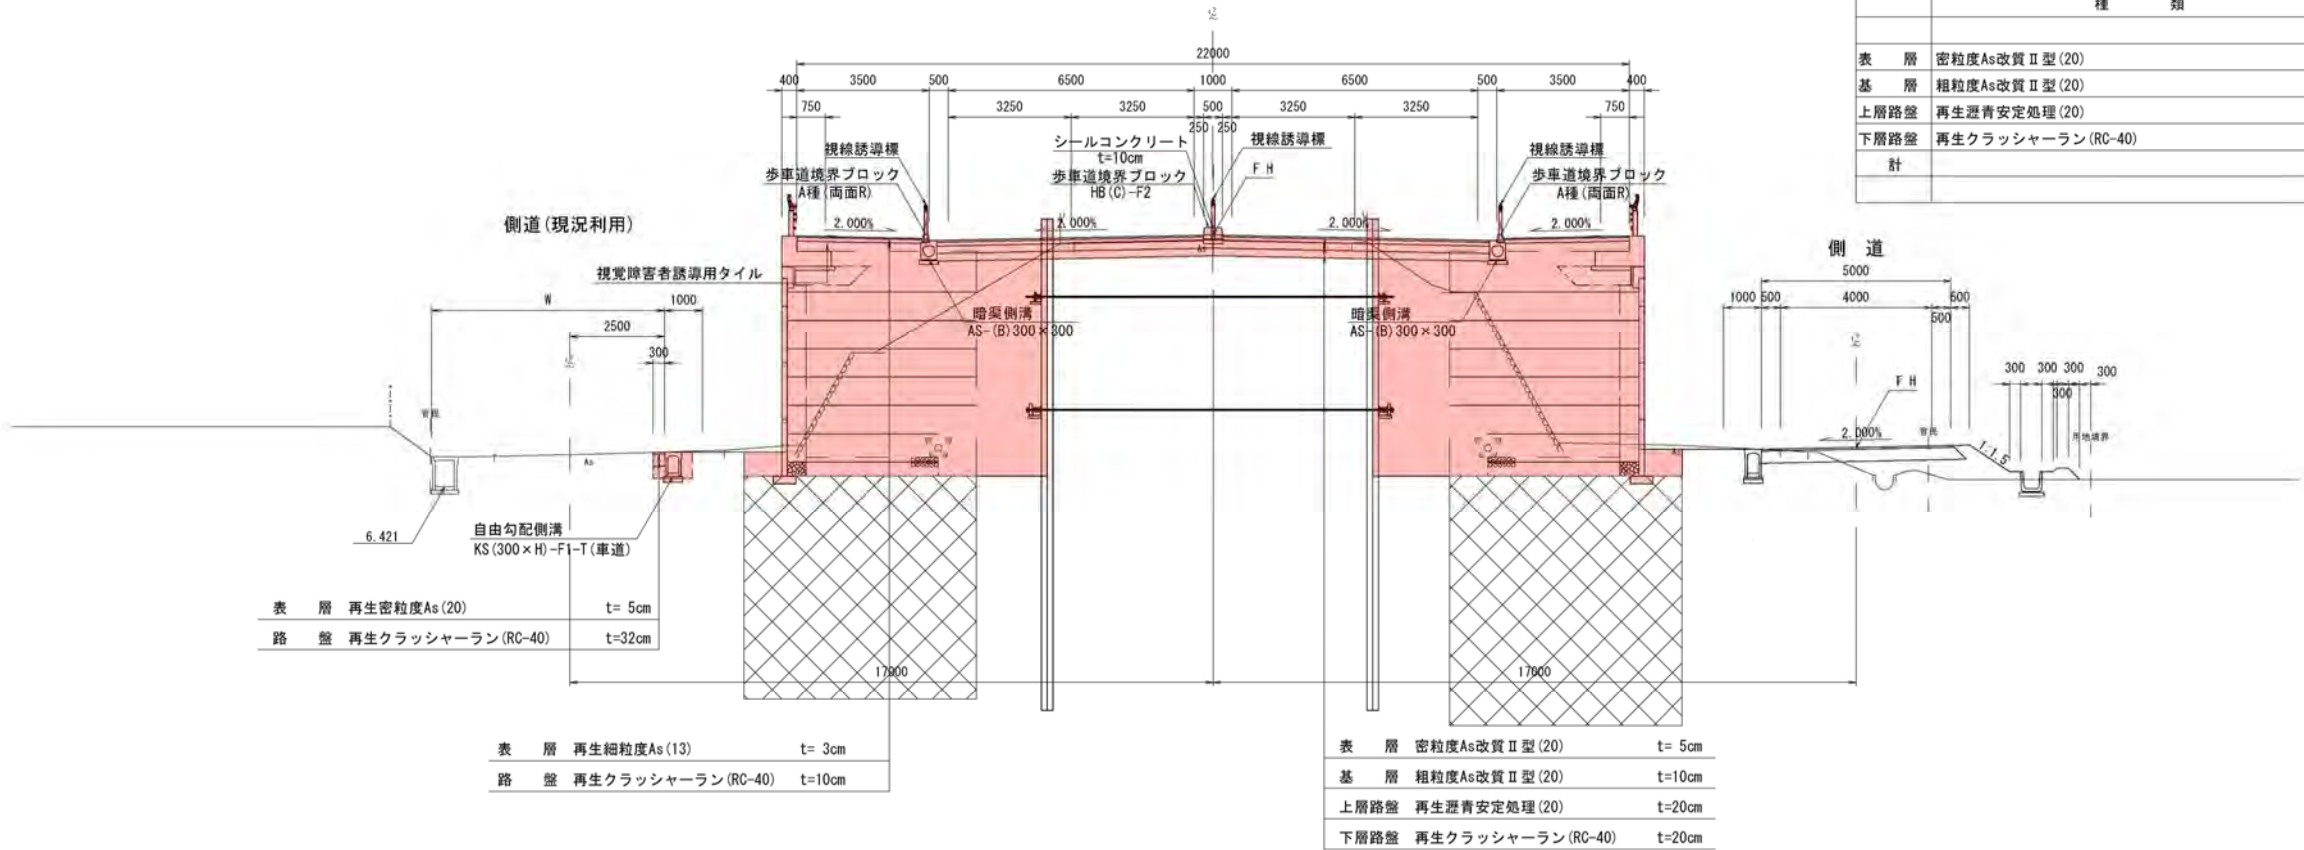 種 類
表 層 密粒度As改質Ⅱ型(20)
基 層 粗粒度As改質Ⅱ型(20)
上層路盤 再生瀝青安定処理(20)
下層路盤 再生クラッシャーラン(RC-40)
計
22000
400 3500 500 6500 1000 6500 500 3500 400
750 3250 3250 500 3250 3250 750
250 250
視線誘導標
歩車道境界ブロック
A種(両面R)
シールコンクリート
t=10cm
歩車道境界ブロック
HB(C)-F2
視線誘導標
F H
視線誘導標
歩車道境界ブロック
A種(両面R)
2.000% 2.000% 2.000% 2.000%
As
側道(現況利用)
視覚障害者誘導用タイル
W 1000
2500
300
暗渠側溝
AS-(B)300×300
暗渠側溝
AS-(B)300×300
側 道
5000
1000 500 4000 600
500
F H
2.000%
官民
1:1.5
300 300 300 300
300
用地境界
官民
As
6.421
自由勾配側溝
KS(300×H)-F1-T(車道)
表 層 再生密粒度As(20) t= 5cm
路 盤 再生クラッシャーラン(RC-40) t=32cm
17000 17000
表 層 再生細粒度As(13) t= 3cm
路 盤 再生クラッシャーラン(RC-40) t=10cm
表 層 密粒度As改質Ⅱ型(20) t= 5cm
基 層 粗粒度As改質Ⅱ型(20) t=10cm
上層路盤 再生瀝青安定処理(20) t=20cm
下層路盤 再生クラッシャーラン(RC-40) t=20cm